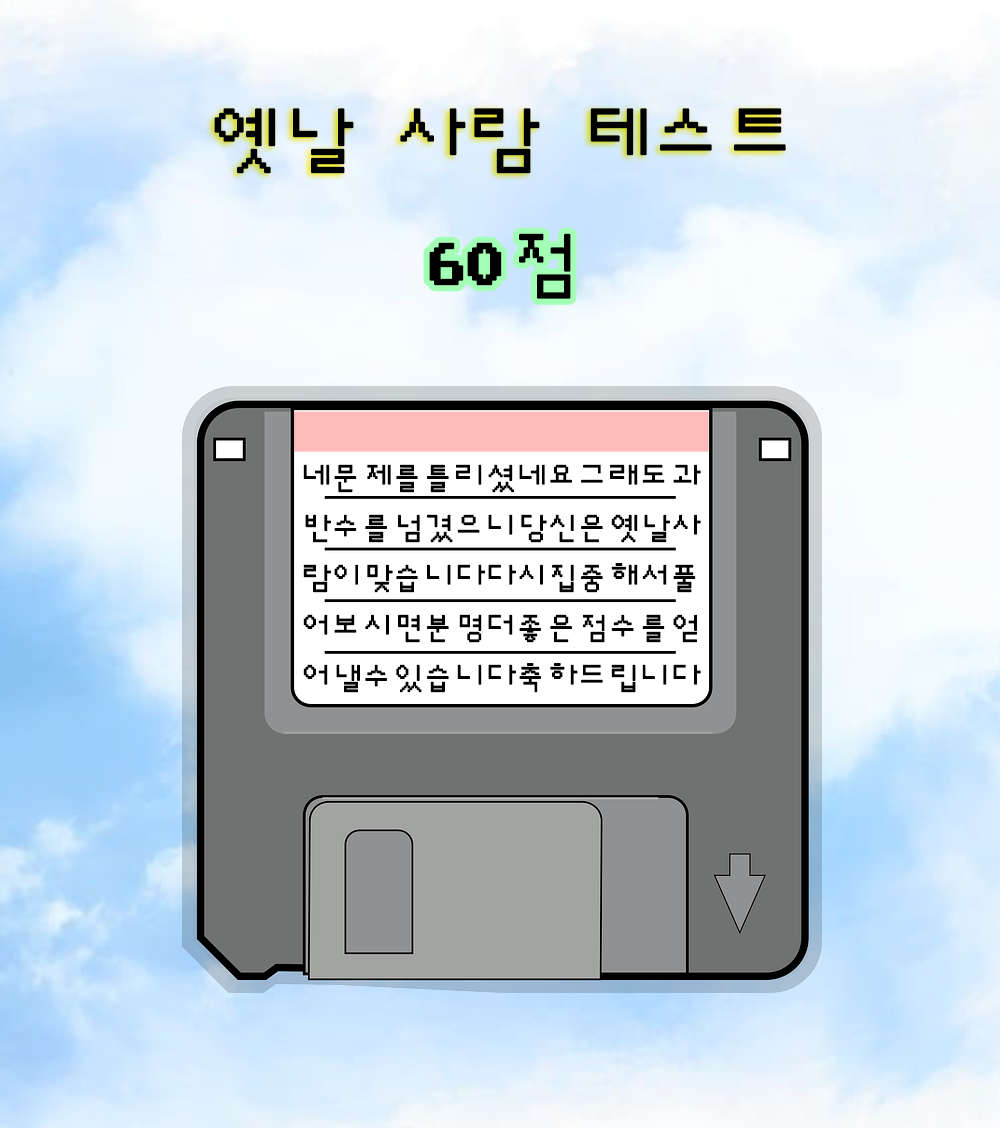 옛날 사람 테스트
60점
네문 제를 틀리셨네요 그래도 과
반수 를 넘겼으 니당신은 옛날사
람이 맞습 니다다시집중 해서풀
어보 시면분 명더좋 은 점수 를 얻
어낼수 있습 니다축 하드 립니다